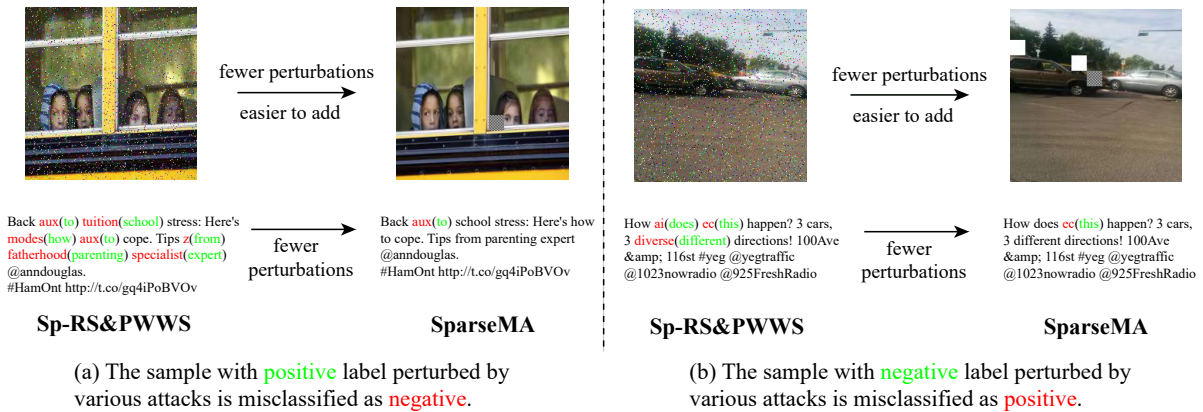 fewer perturbations
easier to add
Back aux(to) tuition(school) stress: Here's
modes(how) aux(to) cope. Tips z(from)
fatherhood(parenting) specialist(expert)
@anndouglas.
#HamOnt http://t.co/gq4iPoBVOv
fewer
perturbations
Back aux(to) school stress: Here's how
to cope. Tips from parenting expert
@anndouglas.
#HamOnt http://t.co/gq4iPoBVOv
Sp-RS&PWWS
SparseMA
(a) The sample with positive label perturbed by
various attacks is misclassified as negative.
fewer perturbations
easier to add
How ai(does) ec(this) happen? 3 cars,
3 diverse(different) directions! 100Ave
&amp; 116st #yeg @yegtraffic
@1023nowradio @925FreshRadio
fewer
perturbations
How does ec(this) happen? 3 cars,
3 different directions! 100Ave
&amp; 116st #yeg @yegtraffic
@1023nowradio @925FreshRadio
Sp-RS&PWWS
SparseMA
(b) The sample with negative label perturbed by
various attacks is misclassified as positive.